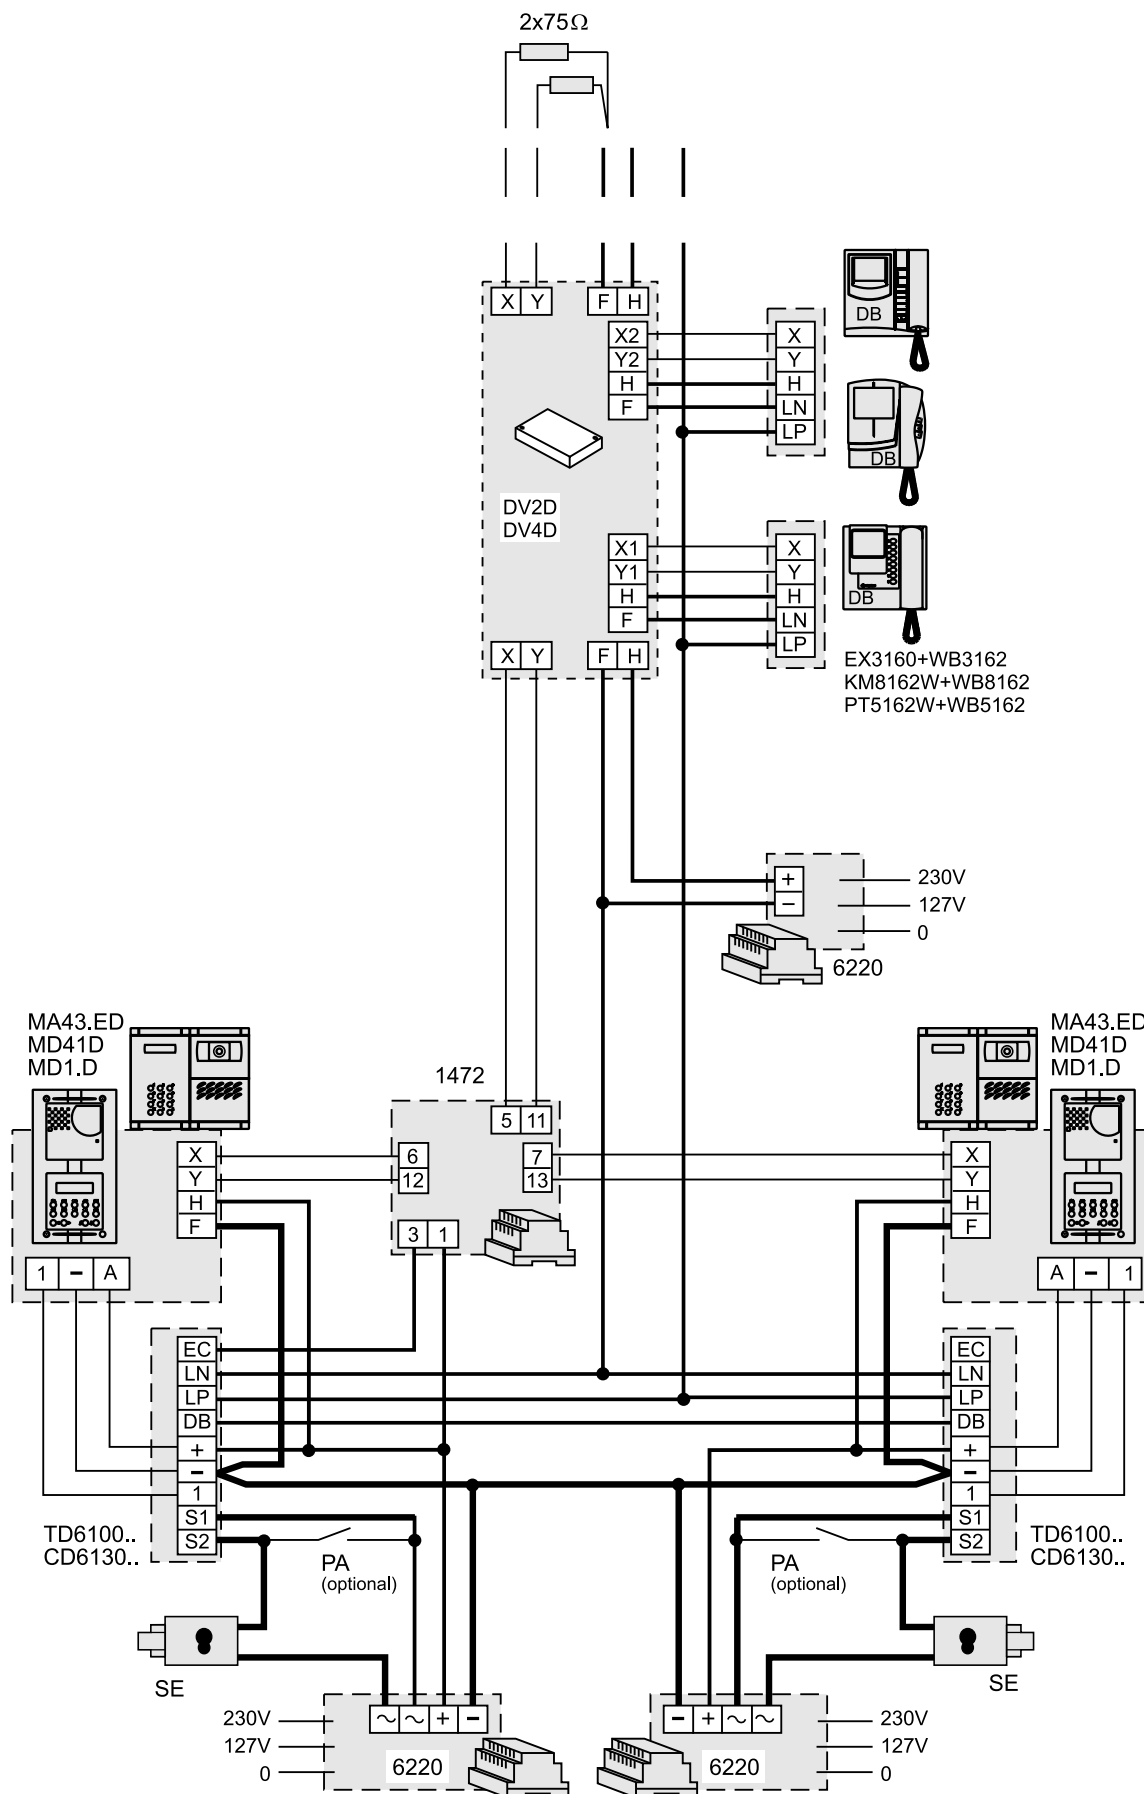 2x75Ω
X Y F H
X2
Y2
H
F
X
Y
H
LN
LP
DB
DB
DV2D
DV4D
X1
Y1
H
F
X
Y
H
LN
LP
DB
X Y F H
EX3160+WB3162
KM8162W+WB8162
PT5162W+WB5162
+
−
230V
127V
0
6220
MA43.ED
MD41D
MD1.D
MA43.ED
MD41D
MD1.D
1472
5 11
6
12
7
13
3 1
X
Y
H
F
X
Y
H
F
1 − A
A − 1
EC
LN
LP
DB
+
−
1
S1
S2
EC
LN
LP
DB
+
−
1
S1
S2
TD6100..
CD6130..
PA
(optional)
PA
(optional)
TD6100..
CD6130..
SE
SE
230V
127V
0
~ ~ + −
6220
− + ~ ~
6220
230V
127V
0